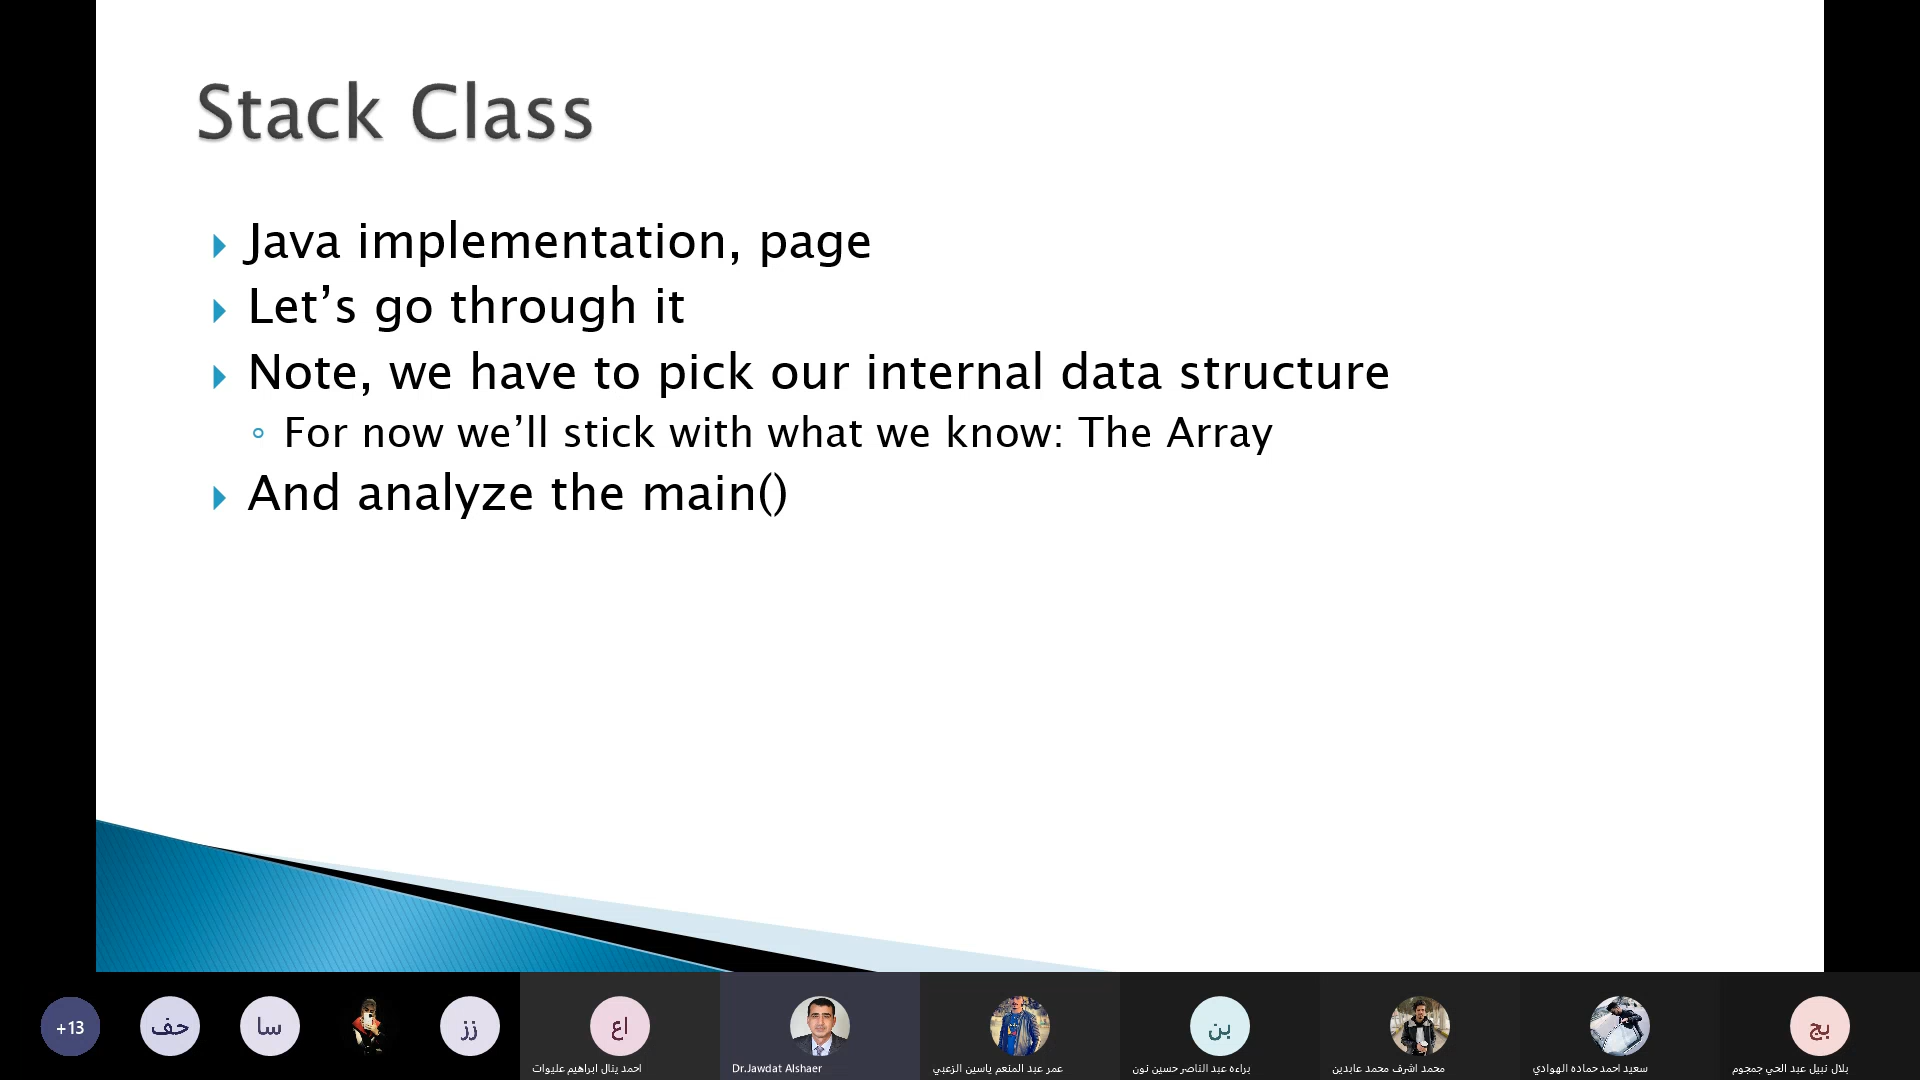 Stack Class
Java implementation, page
Let’s go through it
Note, we have to pick our internal data structure
For now we’ll stick with what we know: The Array
And analyze the main()
+13
حف
سا
زز
اع
بن
بج
احمد ينال ابراهيم عليوات
Dr.Jawdat Alshaer
عمر عبد المنعم ياسين الزعبي
براءه عبد الناصر حسين نون
محمد اشرف محمد عابدين
سعيد احمد حماده الهوادي
بلال نبيل عبد الحي جمجوم